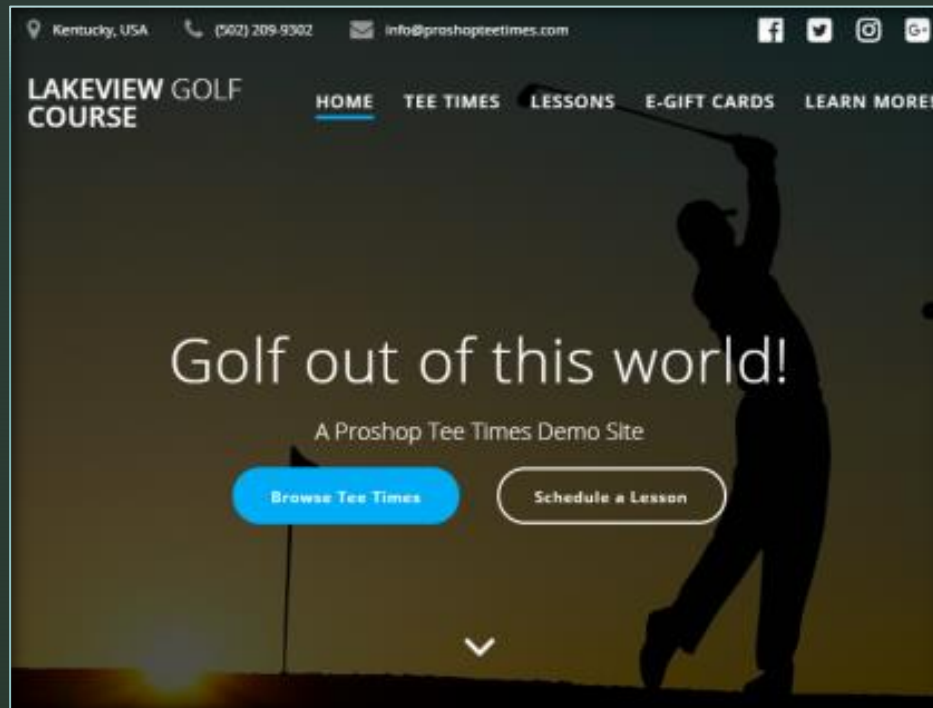 Kentucky, USA (502) 209-9302 info@proshopteetimes.com
LAKEVIEW GOLF
COURSE
HOME TEE TIMES LESSONS E-GIFT CARDS LEARN MORE!
Golf out of this world!
A Proshop Tee Times Demo Site
Browse Tee Times Schedule a Lesson